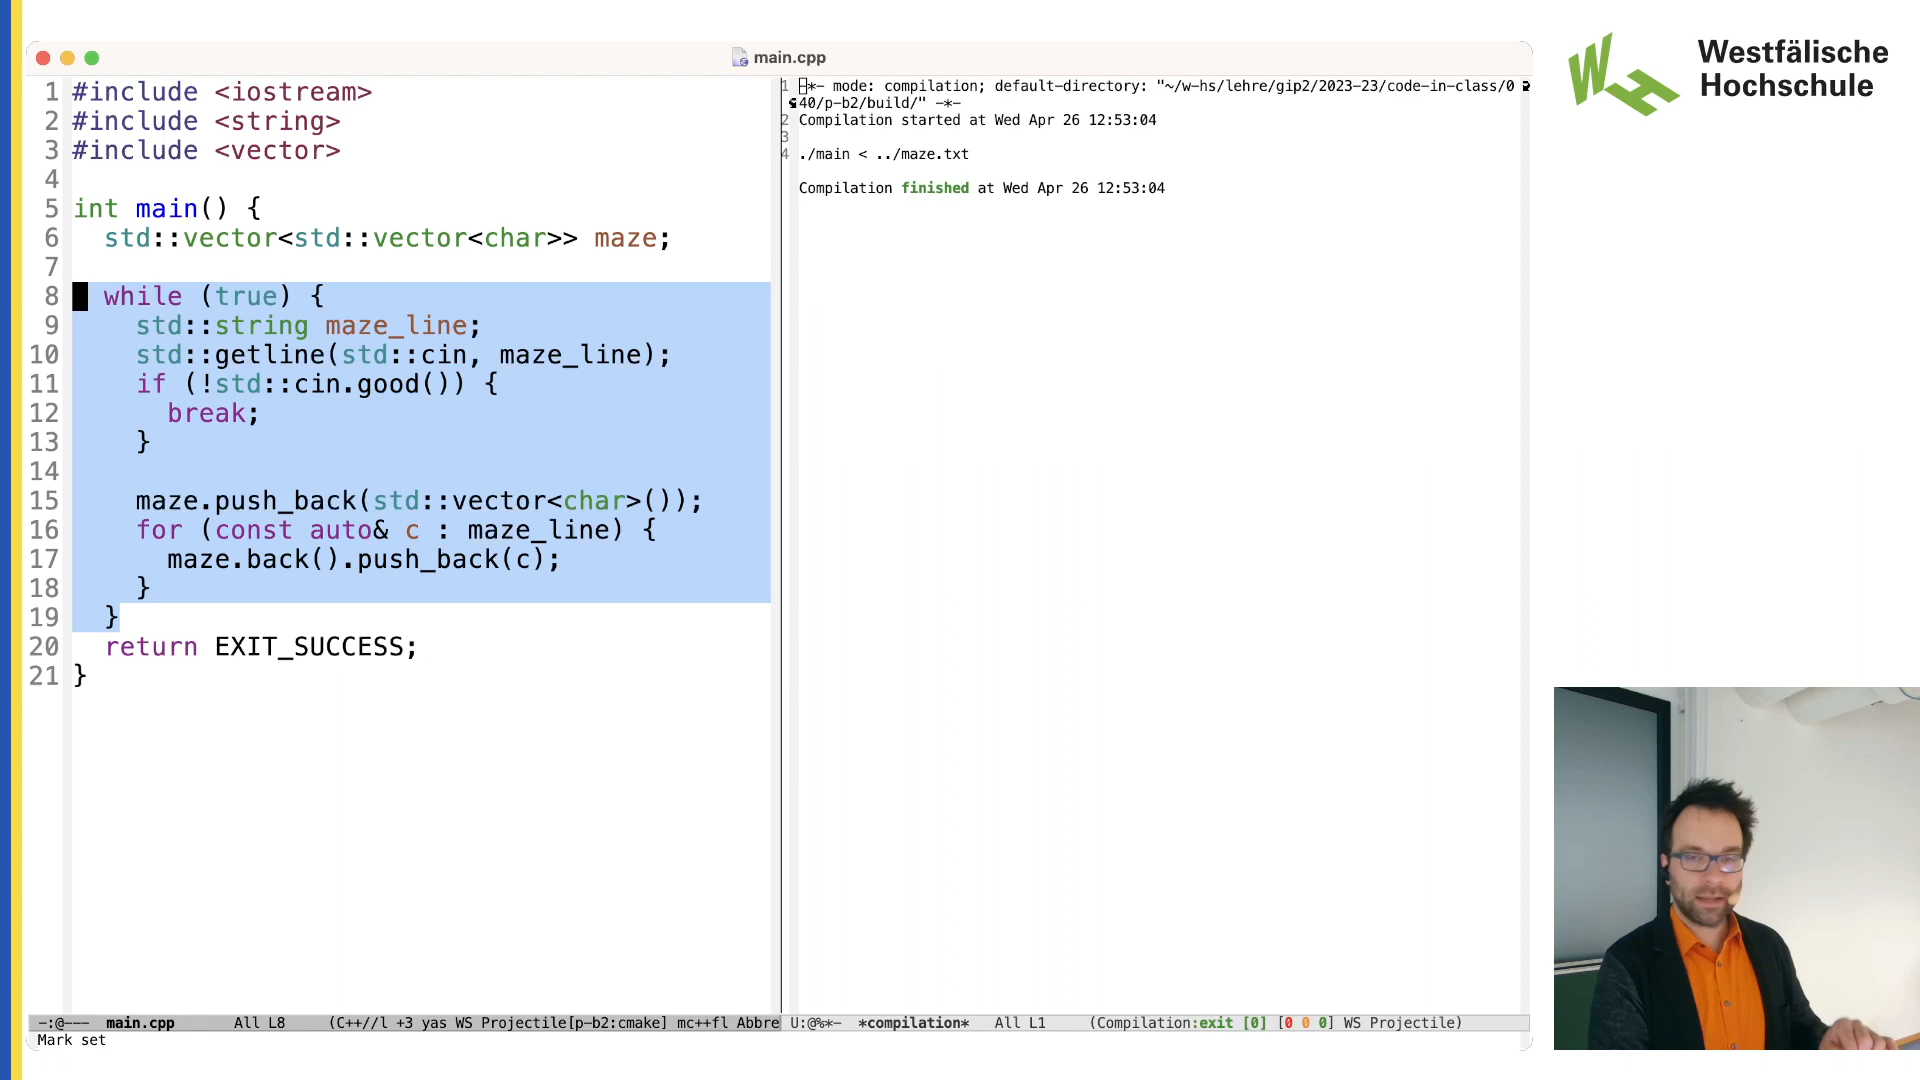 main.cpp
1 #include <iostream>
2 #include <string>
3 #include <vector>
4
5 int main() {
6 std::vector<std::vector<char>> maze;
7
8 while (true) {
9 std::string maze_line;
10 std::getline(std::cin, maze_line);
11 if (!std::cin.good()) {
12 break;
13 }
14
15 maze.push_back(std::vector<char>());
16 for (const auto& c : maze_line) {
17 maze.back().push_back(c);
18 }
19 }
20 return EXIT_SUCCESS;
21 }
-:@--- main.cpp All L8 (C++//l +3 yas WS Projectile[p-b2:cmake] mc++fl Abbre
Mark set
1 -*- mode: compilation; default-directory: "~/w-hs/lehre/gip2/2023-23/code-in-class/0
40/p-b2/build/" -*-
2 Compilation started at Wed Apr 26 12:53:04
3
4 ./main < ../maze.txt
Compilation finished at Wed Apr 26 12:53:04
U:@%*- *compilation* All L1 (Compilation:exit [0] [0 0 0] WS Projectile)
Westfälische
Hochschule